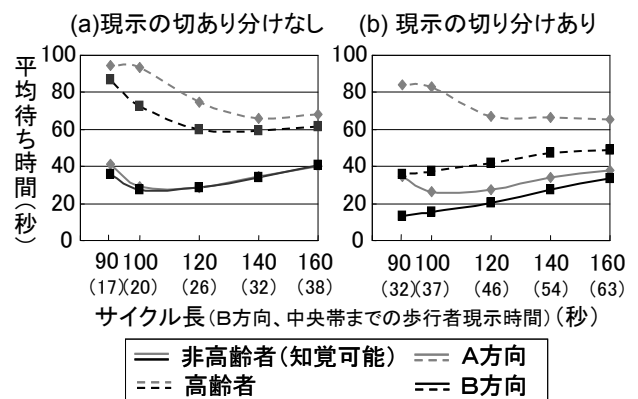 (a)現示の切あり分けなし (b) 現示の切り分けあり
平均待ち時間(秒)
100 100
80 80
60 60
40 40
20 20
0 0
90 100 120 140 160 90 100 120 140 160
(17)(20) (26) (32) (38) (32)(37) (46) (54) (63)
サイクル長(B方向、中央帯までの歩行者現示時間)(秒)
非高齢者(知覚可能) A方向
高齢者 B方向